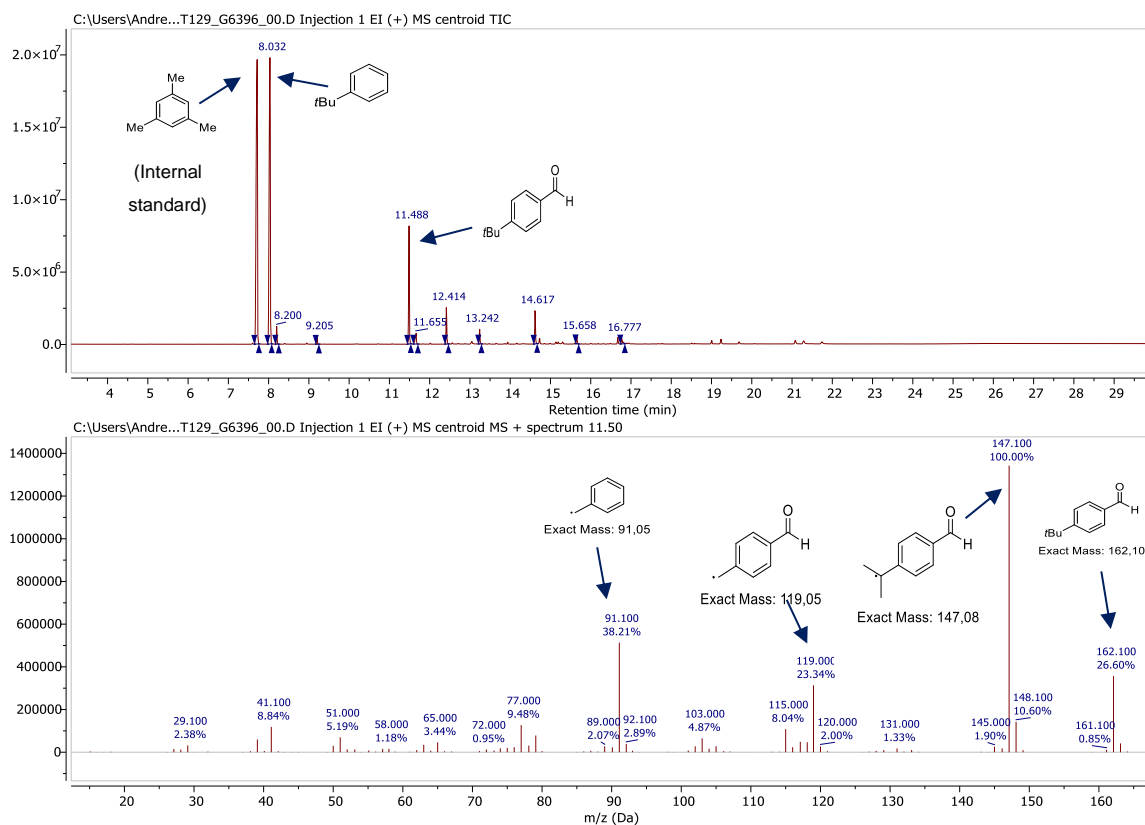 C:\Users\Andre...T129_G6396_00.D Injection 1 EI (+) MS centroid TIC
2.0×10⁷
1.5×10⁷
1.0×10⁷
5.0×10⁶
0.0
8.032
Me
Me
Me
(Internal
standard)
tBu
O
H
tBu
11.488
8.200
9.205
11.655
12.414
13.242
14.617
15.658
16.777
4 5 6 7 8 9 10 11 12 13 14 15 16 17 18 19 20 21 22 23 24 25 26 27 28 29
Retention time (min)
C:\Users\Andre...T129_G6396_00.D Injection 1 EI (+) MS centroid MS + spectrum 11.50
1400000
1200000
1000000
800000
600000
400000
200000
0
29.100
2.38%
41.100
8.84%
51.000
5.19%
58.000
1.18%
65.000
3.44%
72.000
0.95%
77.000
9.48%
89.000
2.07%
91.100
38.21%
92.100
2.89%
103.000
4.87%
115.000
8.04%
119.000
23.34%
120.000
2.00%
131.000
1.33%
145.000
1.90%
147.100
100.00%
148.100
10.60%
161.100
0.85%
162.100
26.60%
Exact Mass: 91,05
O
H
Exact Mass: 119,05
O
H
Exact Mass: 147,08
O
H
tBu
Exact Mass: 162,10
20 30 40 50 60 70 80 90 100 110 120 130 140 150 160
m/z (Da)